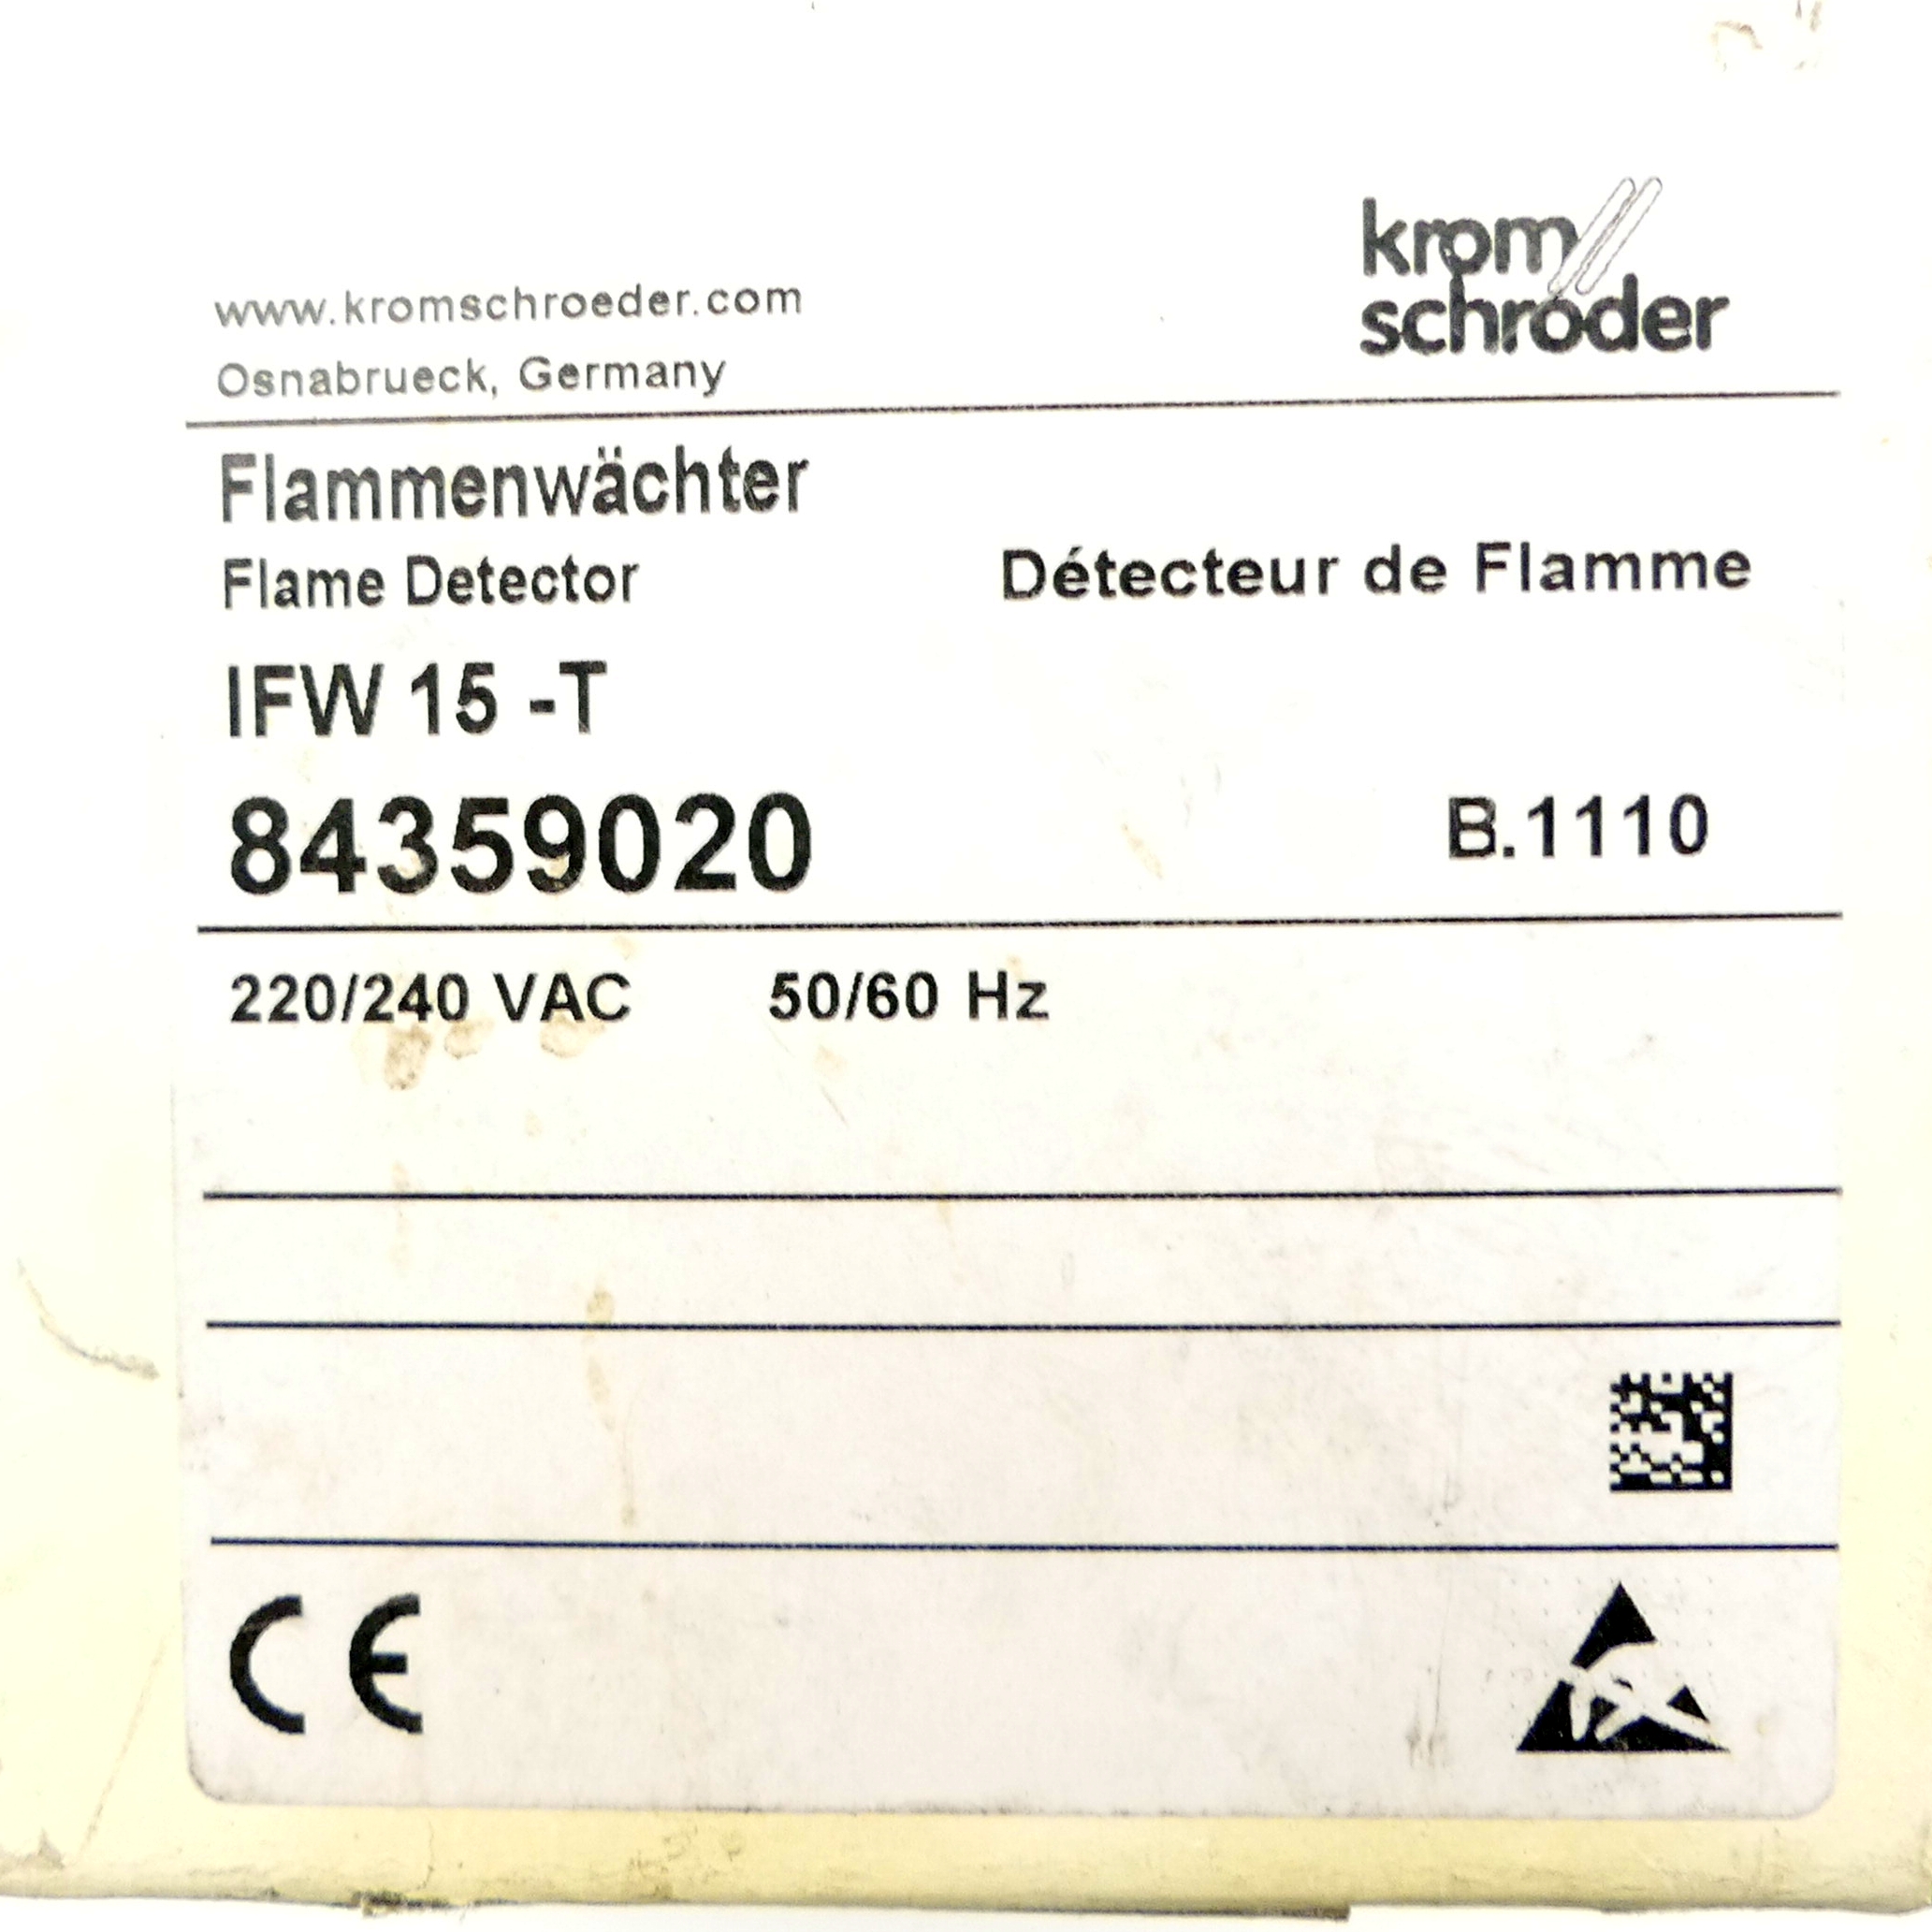 krom
schröder
www.kromschroeder.com
Osnabrueck, Germany
Flammenwächter
Flame Detector
Détecteur de Flamme
IFW 15 -T
84359020
B.1110
220/240 VAC 50/60 Hz
CE